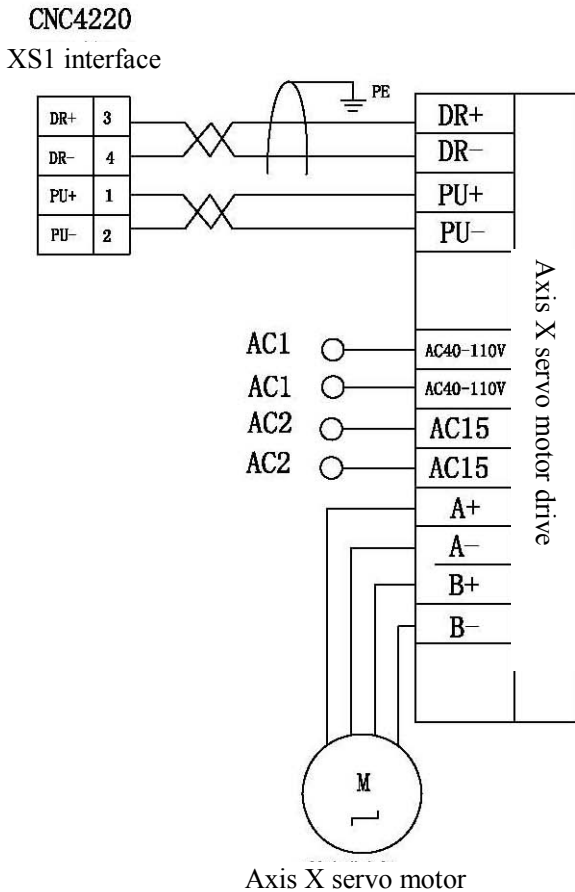 CNC4220
XS1 interface
PE
DR+ 3
DR- 4
PU+ 1
PU- 2
DR+
DR-
PU+
PU-
AC1 AC40-110V
AC1 AC40-110V
AC2 AC15
AC2 AC15
A+
A-
B+
B-
Axis X servo motor drive
M
Axis X servo motor